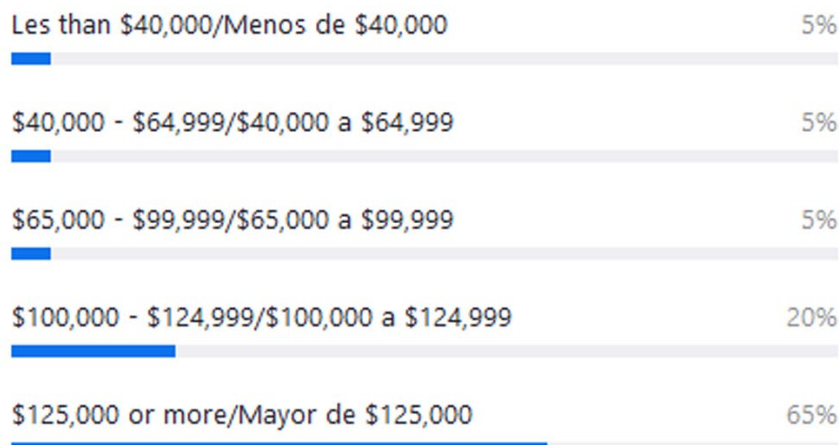 Les than $40,000/Menos de $40,000 5%
$40,000 - $64,999/$40,000 a $64,999 5%
$65,000 - $99,999/$65,000 a $99,999 5%
$100,000 - $124,999/$100,000 a $124,999 20%
$125,000 or more/Mayor de $125,000 65%